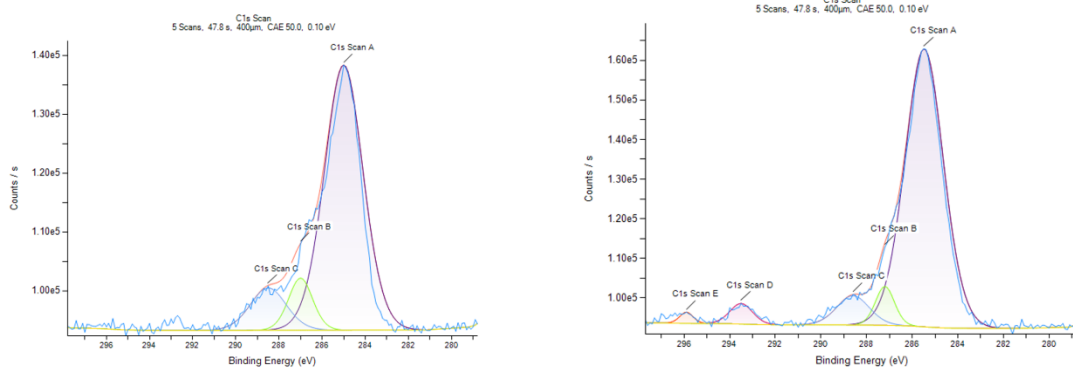 C1s Scan
5 Scans, 47.8 s, 400µm, CAE 50.0, 0.10 eV
C1s Scan A
1.40e5
1.30e5
1.20e5
1.10e5
1.00e5
Counts / s
C1s Scan B
C1s Scan C
296 294 292 290 288 286 284 282 280
Binding Energy (eV)
C1s Scan
5 Scans, 47.8 s, 400µm, CAE 50.0, 0.10 eV
C1s Scan A
1.60e5
1.50e5
1.40e5
1.30e5
1.20e5
1.10e5
1.00e5
Counts / s
C1s Scan B
C1s Scan C
C1s Scan D
C1s Scan E
296 294 292 290 288 286 284 282 280
Binding Energy (eV)